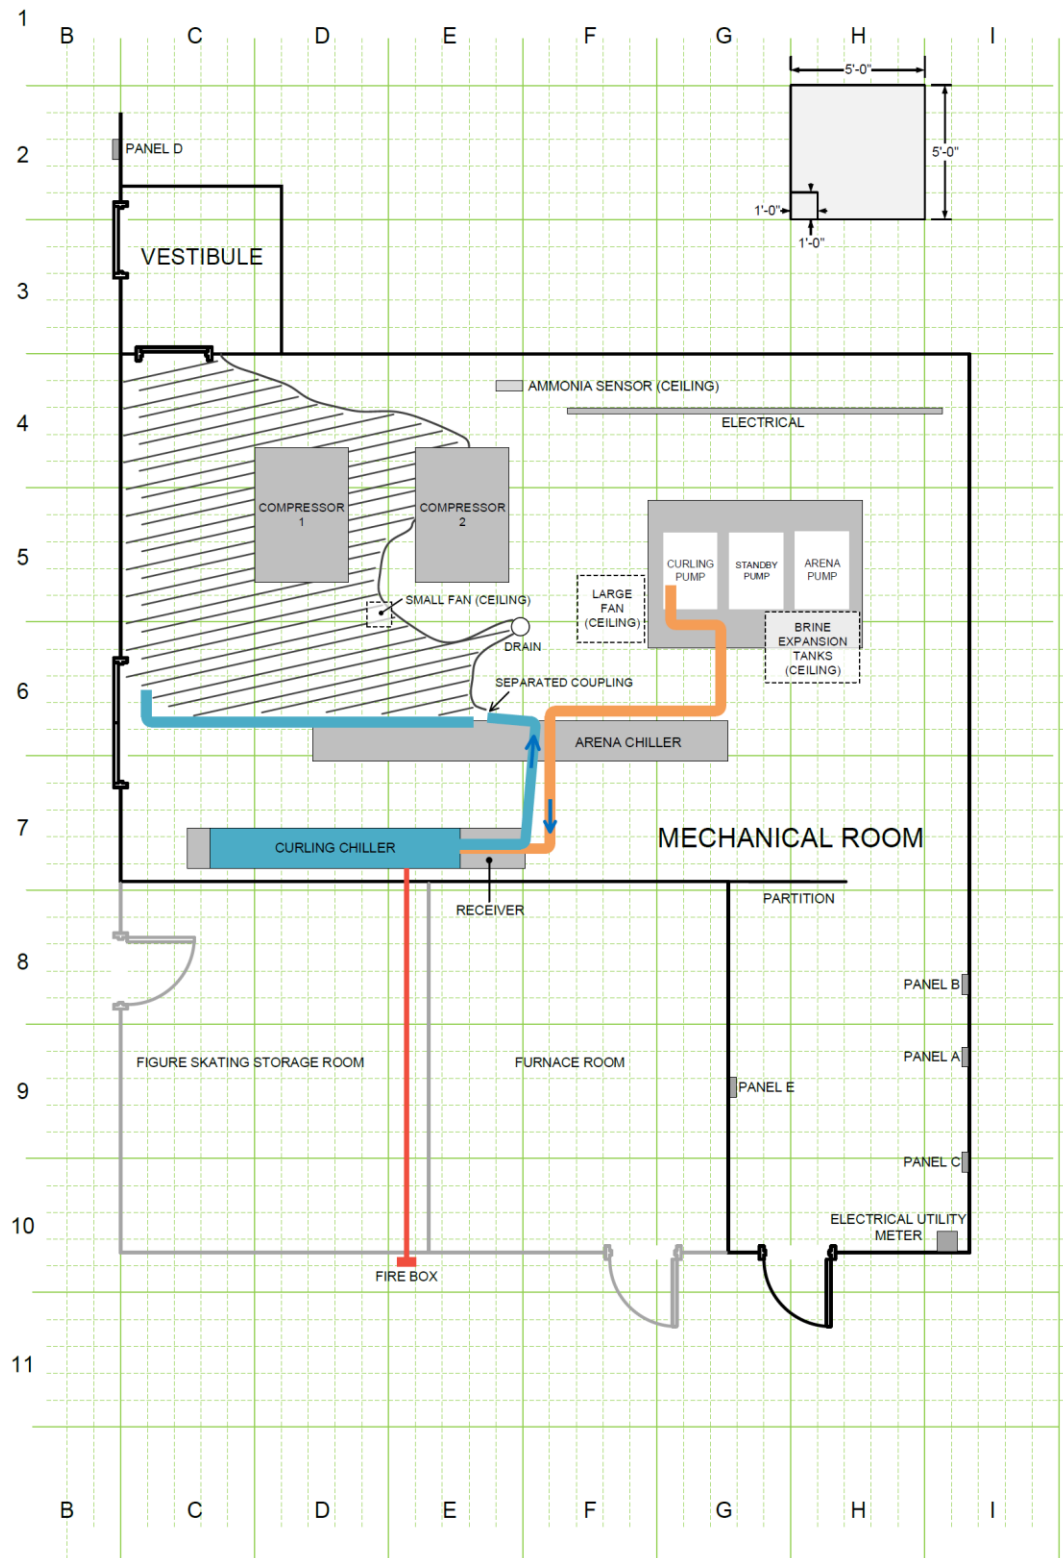 1
B C D E F G H I
5'-0"
2
PANEL D
5'-0"
1'-0"
1'-0"
VESTIBULE
3
AMMONIA SENSOR (CEILING)
4
ELECTRICAL
COMPRESSOR
1
COMPRESSOR
2
5
CURLING
PUMP
STANDBY
PUMP
ARENA
PUMP
LARGE
FAN
(CEILING)
SMALL FAN (CEILING)
BRINE
EXPANSION
TANKS
(CEILING)
DRAIN
6
SEPARATED COUPLING
ARENA CHILLER
7
MECHANICAL ROOM
CURLING CHILLER
PARTITION
RECEIVER
8
PANEL B
FIGURE SKATING STORAGE ROOM
FURNACE ROOM
PANEL A
9
PANEL E
PANEL C
10
ELECTRICAL UTILITY
METER
FIRE BOX
11
B C D E F G H I